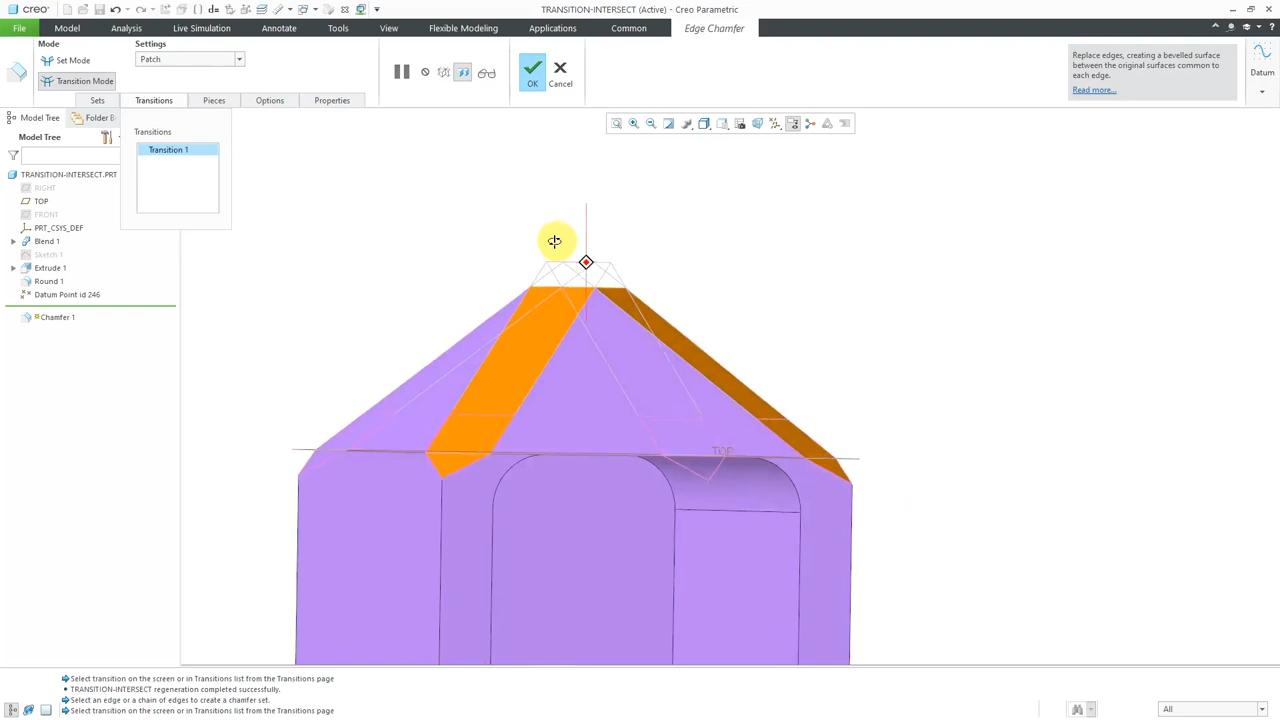 creo
TRANSITION-INTERSECT (Active) - Creo Parametric
File Model Analysis Live Simulation Annotate Tools View Flexible Modeling Applications Common Edge Chamfer
Mode
Set Mode
Transition Mode
Settings
Patch
OK
Cancel
Replace edges, creating a bevelled surface
between the original surfaces common to
each edge.
Read more...
Datum
Sets Transitions Pieces Options Properties
Model Tree Folder B
Model Tree
Transitions
Transition 1
TRANSITION-INTERSECT.PRT
RIGHT
TOP
FRONT
PRT_CSYS_DEF
Blend 1
Sketch 1
Extrude 1
Round 1
Datum Point id 246
Chamfer 1
TOP
Select transition on the screen or in Transitions list from the Transitions page
• TRANSITION-INTERSECT regeneration completed successfully.
Select an edge or a chain of edges to create a chamfer set.
Select transition on the screen or in Transitions list from the Transitions page
All